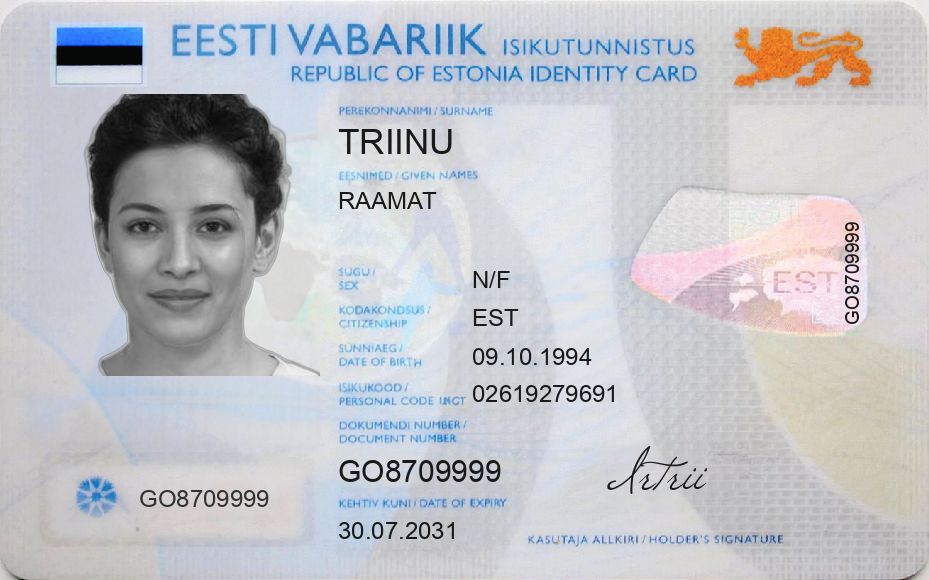 EESTI VABARIIK ISIKUTUNNISTUS
REPUBLIC OF ESTONIA IDENTITY CARD
PEREKONNANIMI / SURNAME
TRIINU
EESNIMED / GIVEN NAMES
RAAMAT
SUGU /
SEX
N/F
KODAKONDSUS /
CITIZENSHIP
EST
SÜNNIAEG /
DATE OF BIRTH
09.10.1994
ISIKUKOOD /
PERSONAL CODE
02619279691
DOKUMENDI NUMBER /
DOCUMENT NUMBER
GO8709999
KEHTIV KUNI / DATE OF EXPIRY
30.07.2031
GO8709999
EST
GO8709999
KASUTAJA ALLKIRI / HOLDER'S SIGNATURE